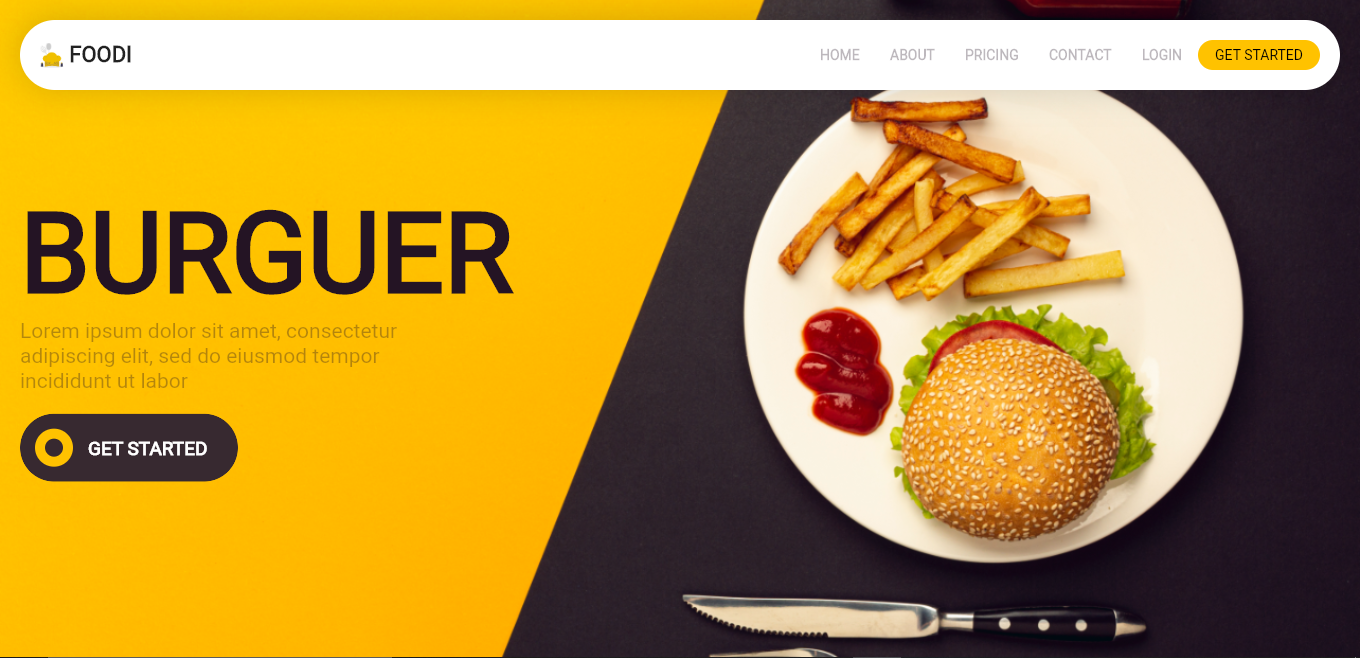 FOODI
HOME ABOUT PRICING CONTACT LOGIN GET STARTED
BURGUER
Lorem ipsum dolor sit amet, consectetur
adipiscing elit, sed do eiusmod tempor
incididunt ut labor
GET STARTED